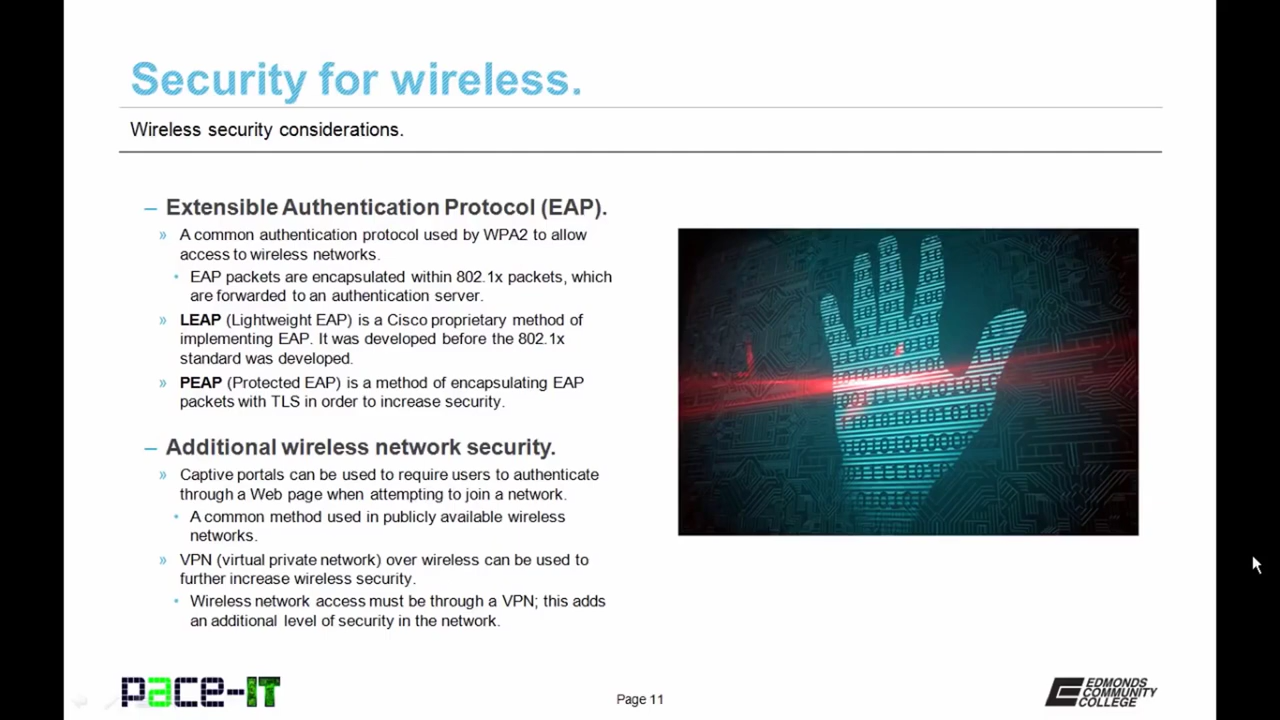 Security for wireless.
Wireless security considerations.
– Extensible Authentication Protocol (EAP).
» A common authentication protocol used by WPA2 to allow
access to wireless networks.
• EAP packets are encapsulated within 802.1x packets, which
are forwarded to an authentication server.
» LEAP (Lightweight EAP) is a Cisco proprietary method of
implementing EAP. It was developed before the 802.1x
standard was developed.
» PEAP (Protected EAP) is a method of encapsulating EAP
packets with TLS in order to increase security.
– Additional wireless network security.
» Captive portals can be used to require users to authenticate
through a Web page when attempting to join a network.
• A common method used in publicly available wireless
networks.
» VPN (virtual private network) over wireless can be used to
further increase wireless security.
• Wireless network access must be through a VPN; this adds
an additional level of security in the network.
pace-IT
Page 11
EDMONDS
COMMUNITY
COLLEGE